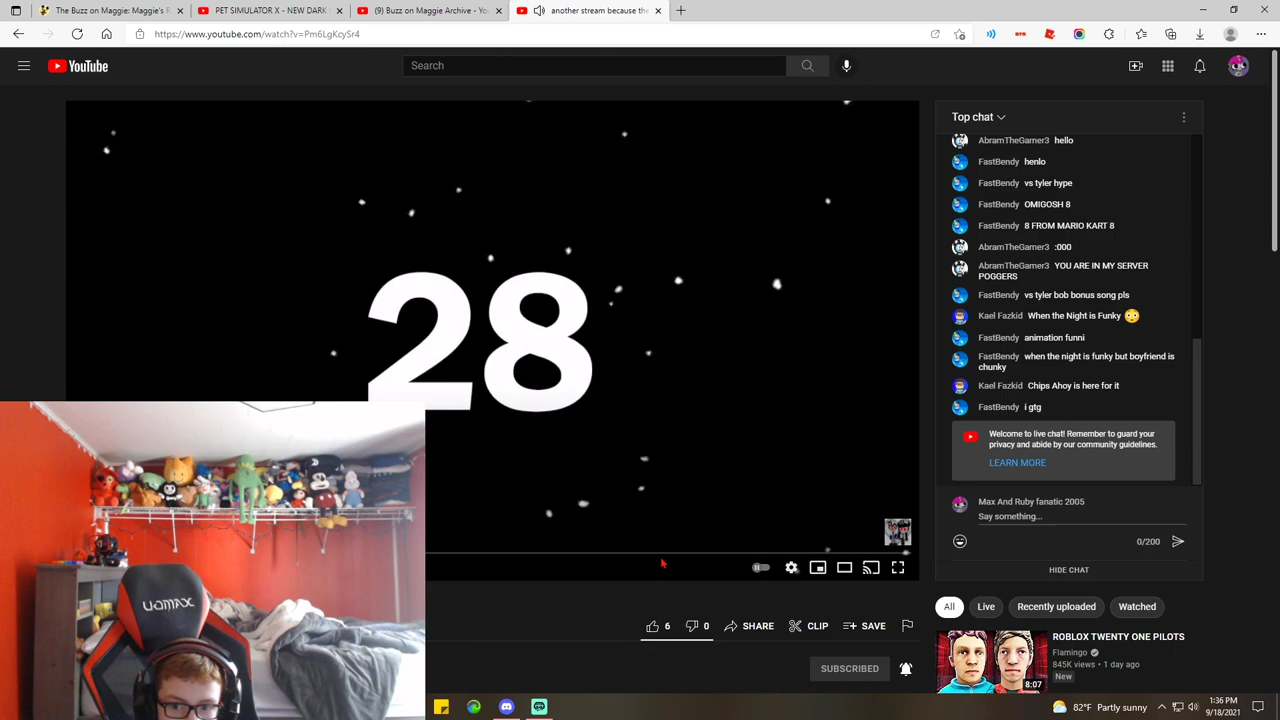 The Buzz on Maggie: Maggie's R
PET SIMULATOR X - NEW DARK
(9) Buzz on Maggie Archive - You
another stream because the
https://www.youtube.com/watch?v=Pm6LgKcySr4
YouTube
Search
28
Top chat
AbramTheGamer3 hello
FastBendy henlo
FastBendy vs tyler hype
FastBendy OMIGOSH 8
FastBendy 8 FROM MARIO KART 8
AbramTheGamer3 :000
AbramTheGamer3 YOU ARE IN MY SERVER
POGGERS
FastBendy vs tyler bob bonus song pls
Kael Fazkid When the Night is Funky
FastBendy animation funni
FastBendy when the night is funky but boyfriend is
chunky
Kael Fazkid Chips Ahoy is here for it
FastBendy i gtg
Welcome to live chat! Remember to guard your
privacy and abide by our community guidelines.
LEARN MORE
Max And Ruby fanatic 2005
Say something...
0/200
HIDE CHAT
UOMAX
6
0
SHARE
CLIP
SAVE
SUBSCRIBED
All
Live
Recently uploaded
Watched
ROBLOX TWENTY ONE PILOTS
Flamingo
845K views • 1 day ago
New
8:07
82°F Partly sunny
1:36 PM
9/18/2021